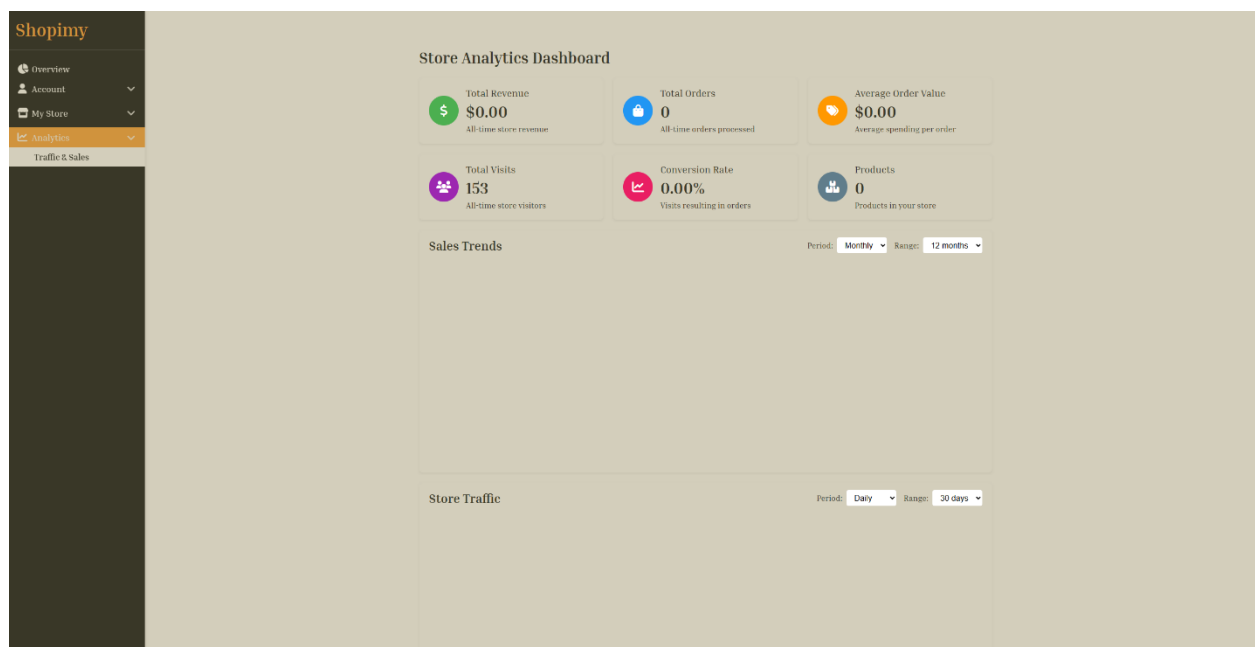 Shopimy
Overview
Account
My Store
Analytics
Traffic & Sales
Store Analytics Dashboard
Total Revenue
$0.00
All-time store revenue
Total Orders
0
All-time orders processed
Average Order Value
$0.00
Average spending per order
Total Visits
153
All-time store visitors
Conversion Rate
0.00%
Visits resulting in orders
Products
0
Products in your store
Sales Trends
Period: Monthly Range: 12 months
Store Traffic
Period: Daily Range: 30 days